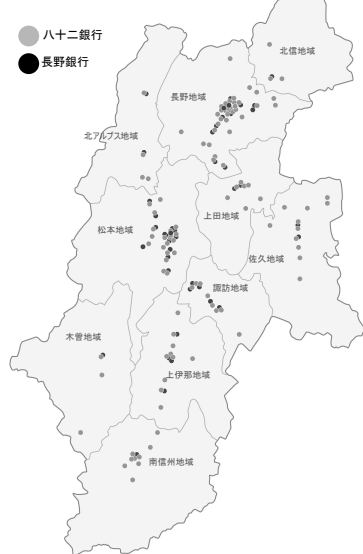 八十二銀行
長野銀行
北信地域
長野地域
北アルプス地域
上田地域
松本地域
佐久地域
諏訪地域
木曽地域
上伊那地域
南信州地域